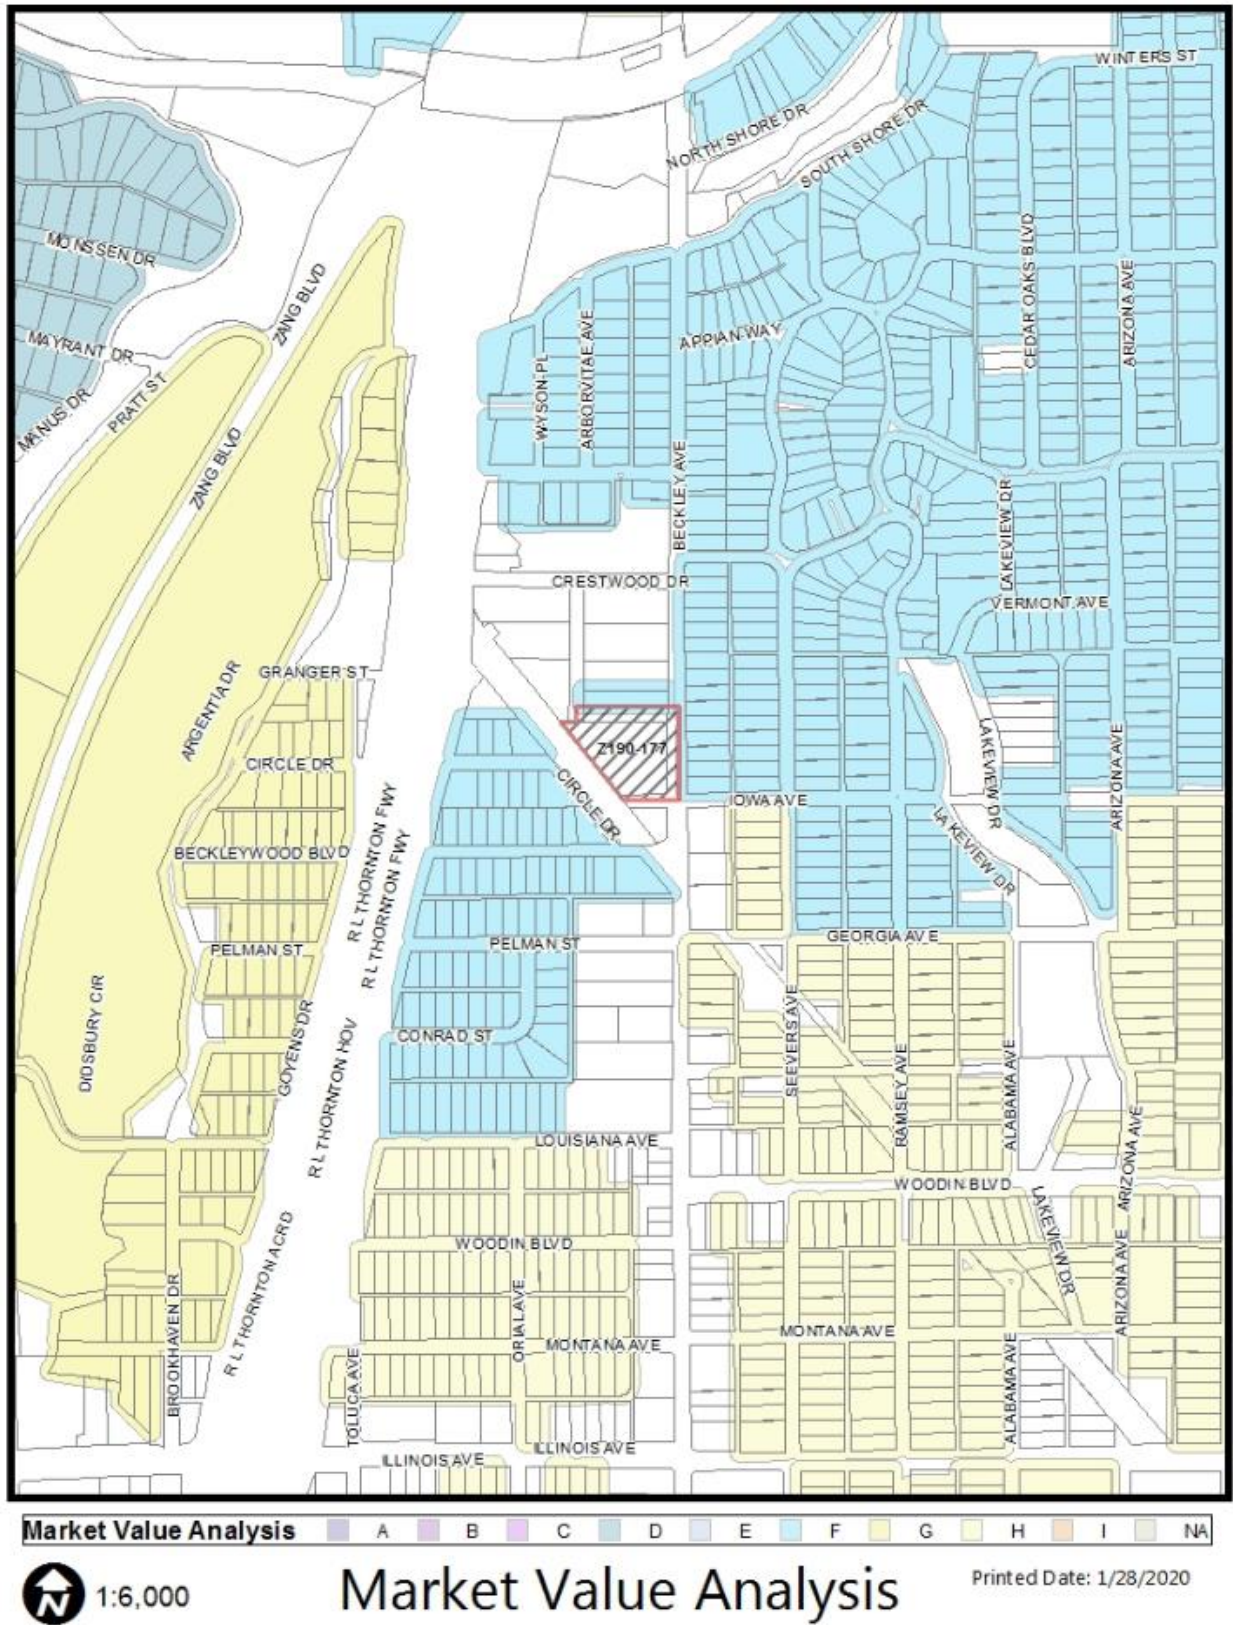 WINTERS ST
NORTH SHORE DR
SOUTH SHORE DR
MONSSEN DR
CEDAR OAKS BLVD
ARIZONA AVE
ZANG BLVD
MAYRANT DR
APPIAN WAY
ARBORVITAE AVE
WYSON PL
MANUS DR
PRATT ST
ZANG BLVD
BECKLEY AVE
LAKEVIEW DR
CRESTWOOD DR
VERMONT AVE
GRANGER ST
ARGENTIA DR
CIRCLE DR
Z190-177
LAKEVIEW DR
ARIZONA AVE
CIRCLE DR
IOWA AVE
R L THORNTON FWY
R L THORNTON FWY
LAKEVIEW DR
BECKLEYWOOD BLVD
PELMAN ST
PELMAN ST
GEORGIA AVE
DIDSBURY CIR
GOYENS DR
CONRAD ST
SEEVERS AVE
RAMSEY AVE
ALABAMA AVE
R L THORNTON HOV
LOUISIANA AVE
ARIZONA AVE
WOODIN BLVD
LAKEVIEW DR
WOODIN BLVD
R L THORNTON ACRD
BROOKHAVEN DR
ORIAL AVE
ARIZONA AVE
MONTANA AVE
MONTANA AVE
TOLUCA AVE
ALABAMA AVE
ILLINOIS AVE
ILLINOIS AVE
Market Value Analysis A B C D E F G H I NA
N 1:6,000
Market Value Analysis
Printed Date: 1/28/2020